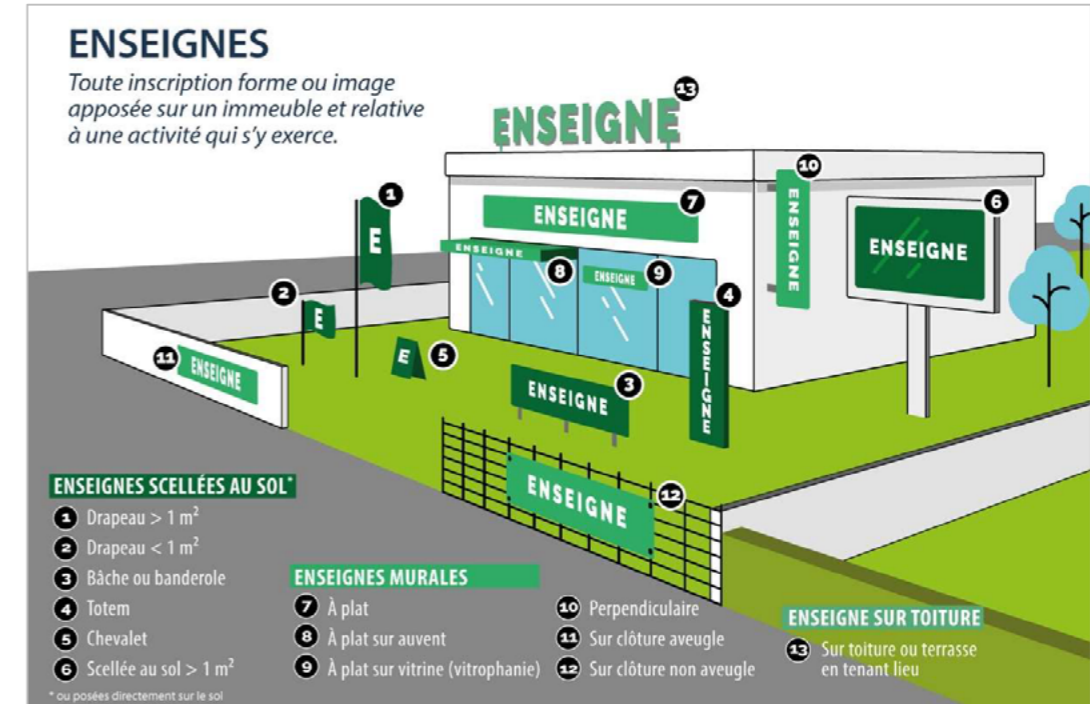 ENSEIGNES
Toute inscription forme ou image
apposée sur un immeuble et relative
à une activité qui s'y exerce.
ENSEIGNE
13
10
ENSEIGNE
1
E
ENSEIGNE
7
6
ENSEIGNE
ENSEIGNE
8
ENSEIGNE
9
2
E
4
ENSEIGNE
11
ENSEIGNE
E
5
ENSEIGNE
3
ENSEIGNE
12
ENSEIGNES SCELLÉES AU SOL*
1 Drapeau > 1 m²
2 Drapeau < 1 m²
3 Bâche ou banderole
4 Totem
5 Chevalet
6 Scellée au sol > 1 m²
* ou posées directement sur le sol
ENSEIGNES MURALES
7 À plat
8 À plat sur auvent
9 À plat sur vitrine (vitrophanie)
10 Perpendiculaire
11 Sur clôture aveugle
12 Sur clôture non aveugle
ENSEIGNE SUR TOITURE
13 Sur toiture ou terrasse
en tenant lieu